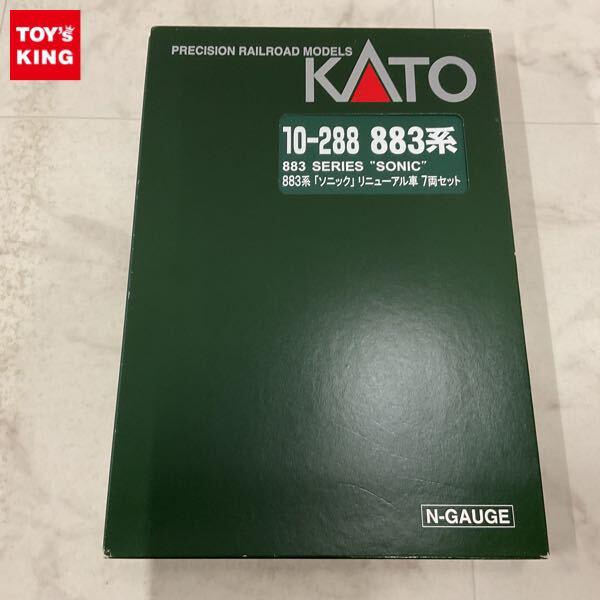 TOY's
KING
PRECISION RAILROAD MODELS
KATO
10-288 883系
883 SERIES "SONIC"
883系「ソニック」リニューアル車 7両セット
N-GAUGE